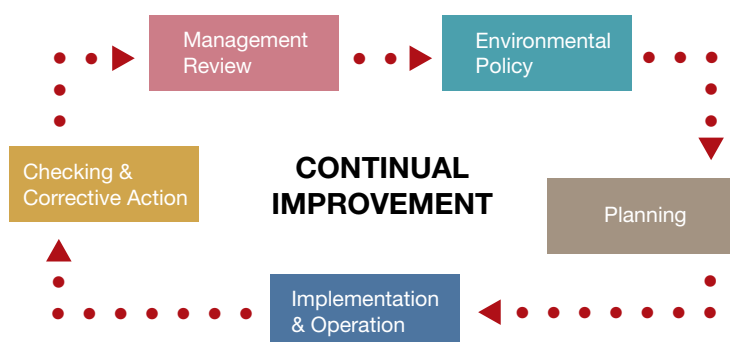 Management
Review
Environmental
Policy
Checking &
Corrective Action
CONTINUAL
IMPROVEMENT
Planning
Implementation
& Operation